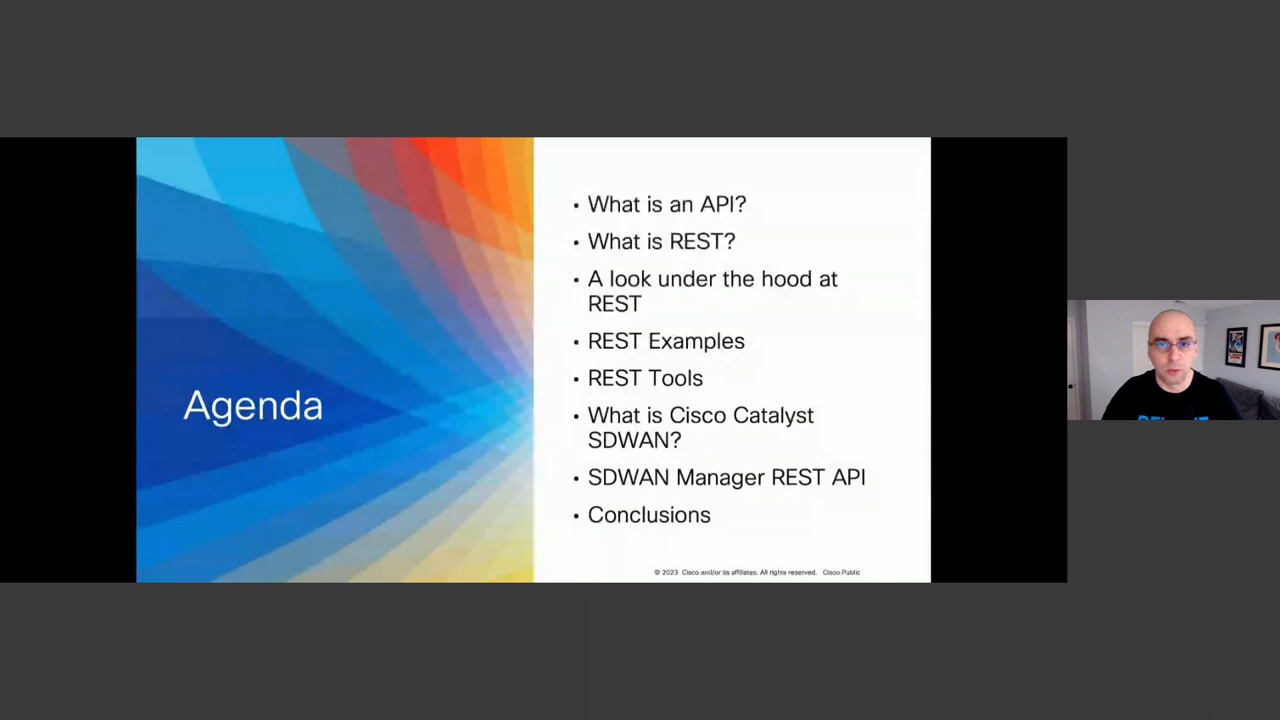 Agenda
• What is an API?
• What is REST?
• A look under the hood at
REST
• REST Examples
• REST Tools
• What is Cisco Catalyst
SDWAN?
• SDWAN Manager REST API
• Conclusions
© 2023 Cisco and/or its affiliates. All rights reserved. Cisco Public